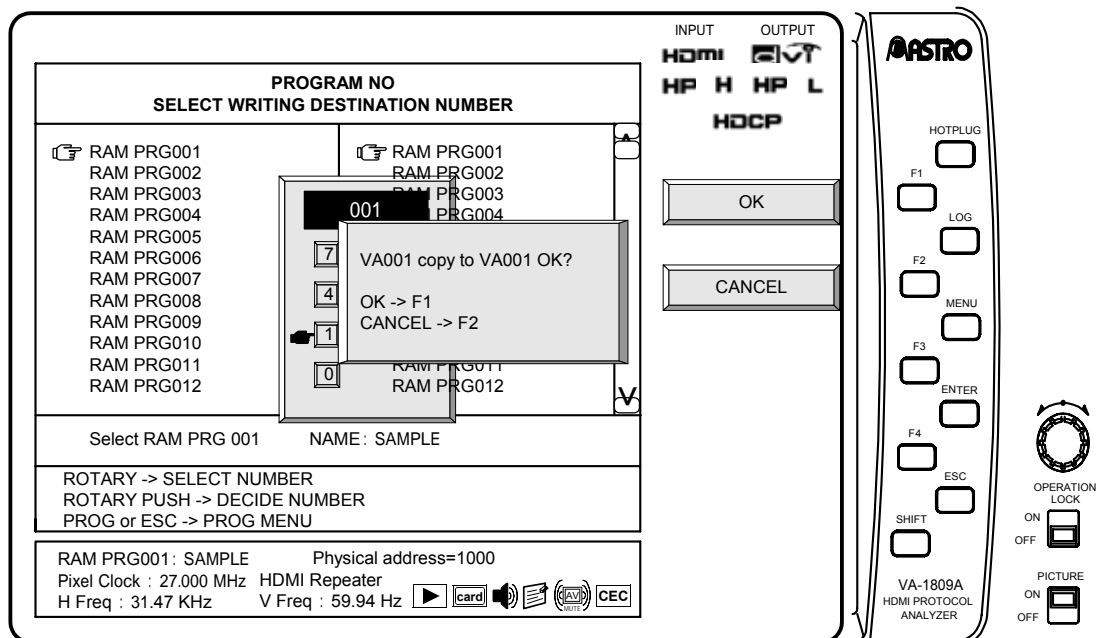 PROGRAM NO
SELECT WRITING DESTINATION NUMBER
RAM PRG001
RAM PRG002
RAM PRG003
RAM PRG004
RAM PRG005
RAM PRG006
RAM PRG007
RAM PRG008
RAM PRG009
RAM PRG010
RAM PRG011
RAM PRG012
RAM PRG001
RAM PRG002
RAM PRG003
PRG004
RAM PRG011
RAM PRG012
001
7
4
1
0
VA001 copy to VA001 OK?
OK -> F1
CANCEL -> F2
Select RAM PRG 001 NAME : SAMPLE
ROTARY -> SELECT NUMBER
ROTARY PUSH -> DECIDE NUMBER
PROG or ESC -> PROG MENU
RAM PRG001 : SAMPLE Physical address=1000
Pixel Clock : 27.000 MHz HDMI Repeater
H Freq : 31.47 KHz V Freq : 59.94 Hz card AV MUTE CEC
INPUT OUTPUT
HDMI DVI
HP H HP L
HDCP
OK
CANCEL
ASTRO
HOTPLUG
F1
LOG
F2
MENU
F3
ENTER
F4
ESC
SHIFT
VA-1809A
HDMI PROTOCOL
ANALYZER
OPERATION
LOCK
ON
OFF
PICTURE
ON
OFF